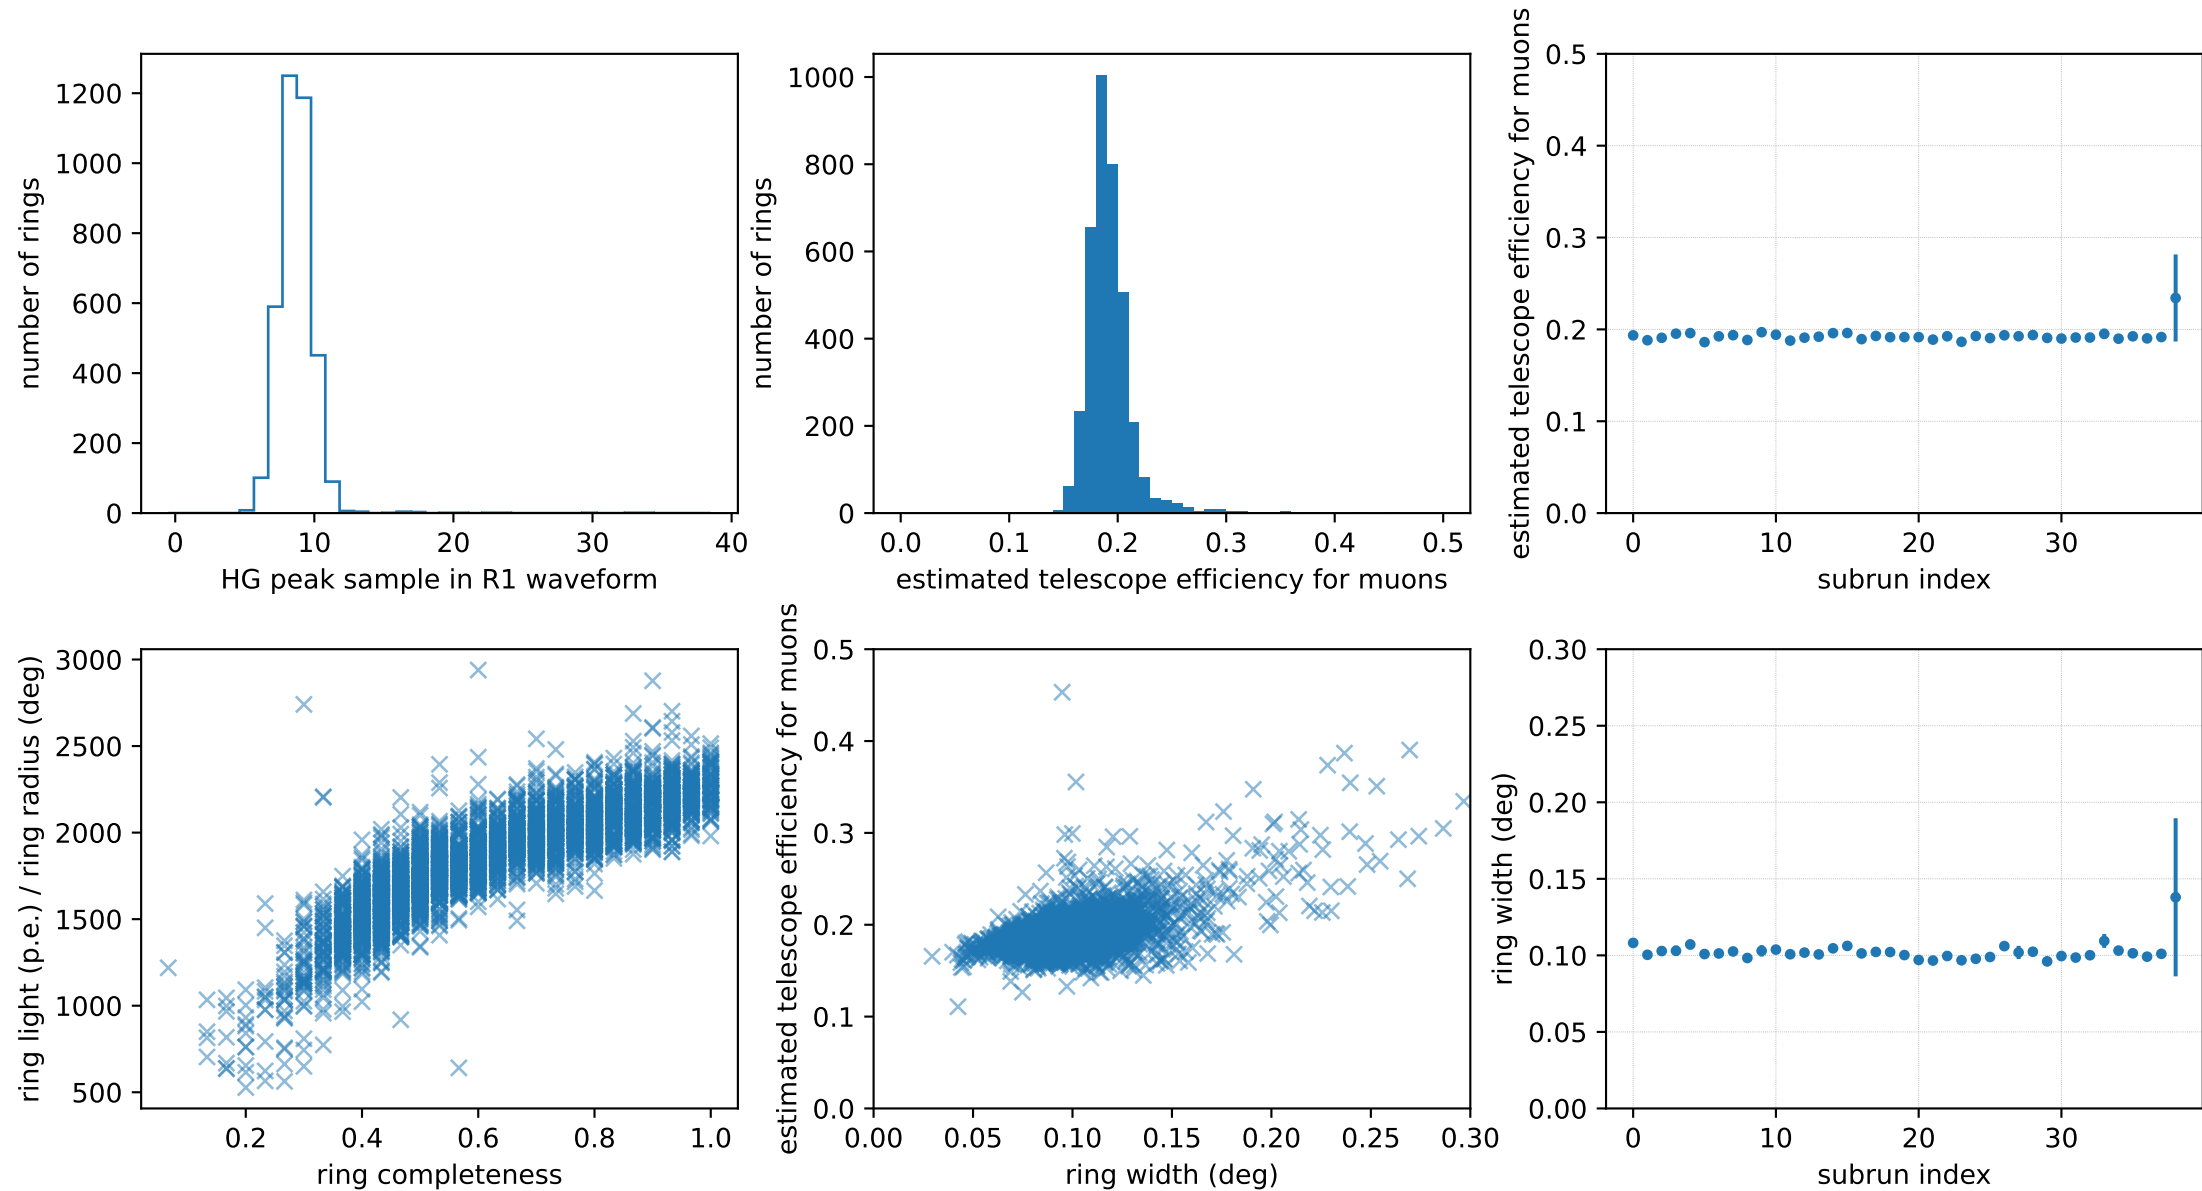 number of rings
1200
1000
800
600
400
200
0
0 10 20 30 40
HG peak sample in R1 waveform
number of rings
1000
800
600
400
200
0
0.0 0.1 0.2 0.3 0.4 0.5
estimated telescope efficiency for muons
estimated telescope efficiency for muons
0.5
0.4
0.3
0.2
0.1
0.0
0 10 20 30
subrun index
ring light (p.e.) / ring radius (deg)
3000
2500
2000
1500
1000
500
0.2 0.4 0.6 0.8 1.0
ring completeness
estimated telescope efficiency for muons
0.5
0.4
0.3
0.2
0.1
0.0
0.00 0.05 0.10 0.15 0.20 0.25 0.30
ring width (deg)
ring width (deg)
0.30
0.25
0.20
0.15
0.10
0.05
0.00
0 10 20 30
subrun index